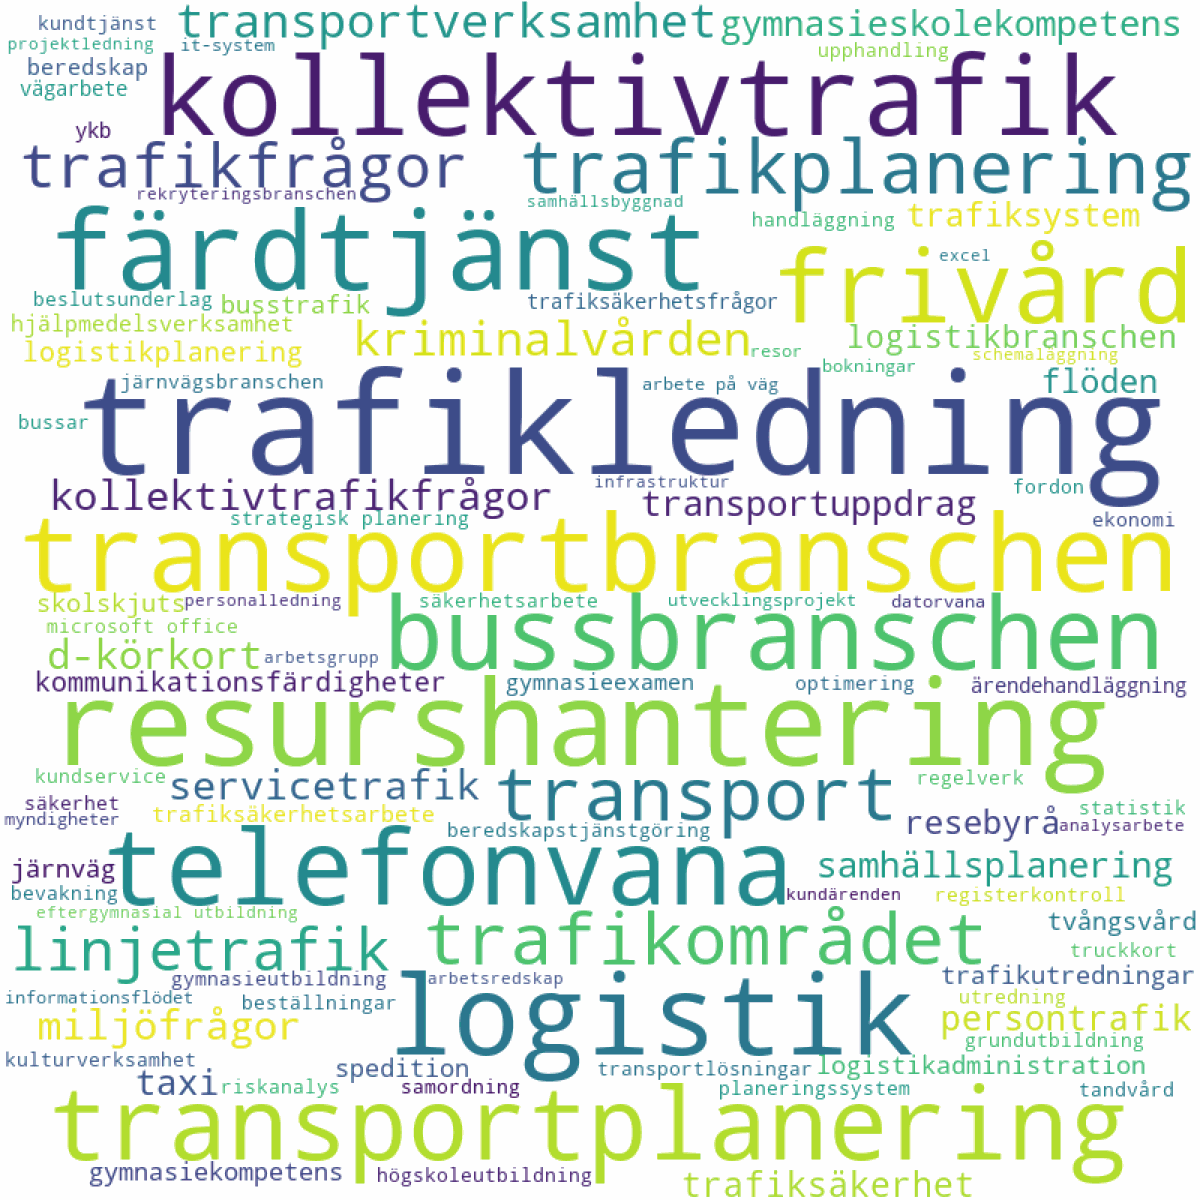 kundtjänst
transportverksamhet
gymnasieskolekompetens
projektledning
it-system
upphandling
beredskap
kollektivtrafik
vägarbete
ykb
trafikfrågor
trafikplanering
rekryteringsbranschen
samhällsbyggnad
handläggning
trafiksystem
färdtjänst
frivård
excel
beslutsunderlag
busstrafik
trafiksäkerhetsfrågor
hjälpmedelsverksamhet
kriminalvården
logistikbranschen
logistikplanering
resor
schemaläggning
bokningar
järnvägsbranschen
arbete på väg
flöden
trafikledning
bussar
infrastruktur
fordon
kollektivtrafikfrågor
transportuppdrag
strategisk planering
ekonomi
transportbranschen
skolskjuts
personalledning
säkerhetsarbete
utvecklingsprojekt
datorvana
microsoft office
bussbranschen
d-körkort
arbetsgrupp
kommunikationsfärdigheter
gymnasieexamen
optimering
ärendehandläggning
resurshantering
kundservice
servicetrafik
transport
regelverk
säkerhet
trafiksäkerhetsarbete
statistik
myndigheter
beredskapstjänstgöring
resebyrå
analysarbete
telefonvana
järnväg
samhällsplanering
bevakning
kundärenden
registerkontroll
eftergymnasial utbildning
tvångsvård
linjetrafik
trafikområdet
truckkort
gymnasieutbildning
arbetsredskap
trafikutredningar
informationsflödet
beställningar
logistik
utredning
miljöfrågor
persontrafik
grundutbildning
kulturverksamhet
spedition
transportlösningar
logistikadministration
taxi
riskanalys
samordning
planeringssystem
tandvård
transportplanering
gymnasiekompetens
högskoleutbildning
trafiksäkerhet